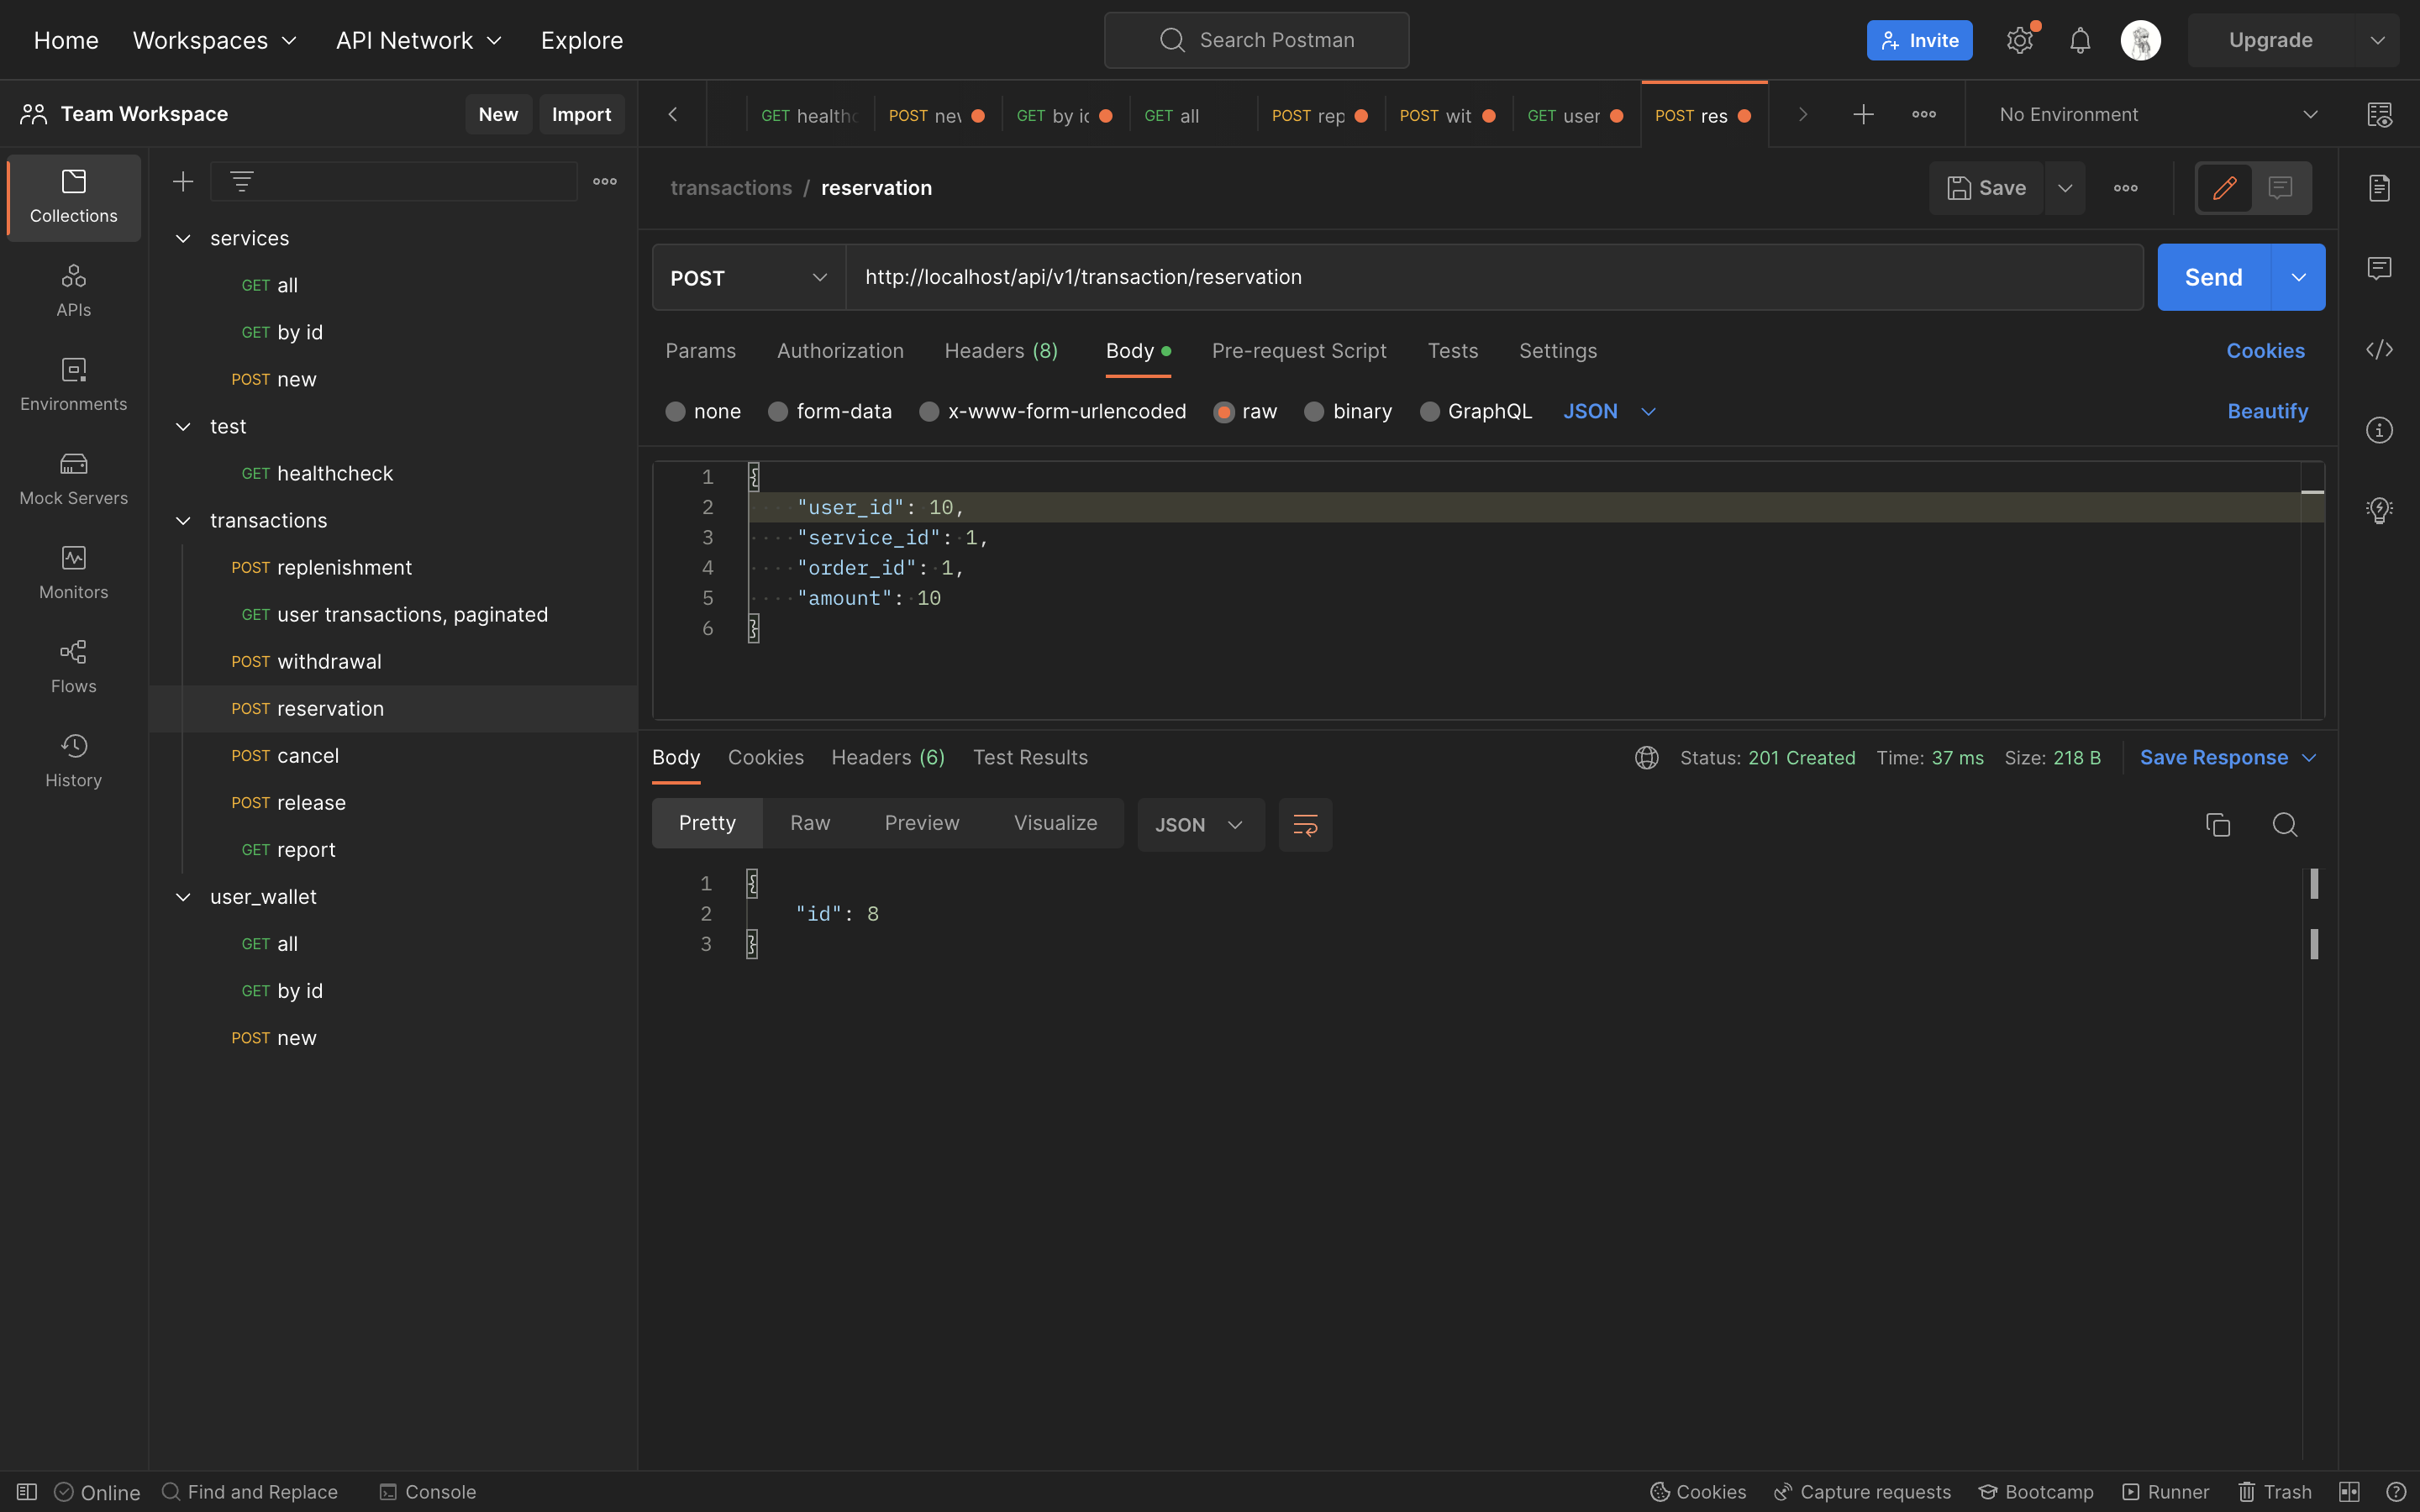 Home Workspaces API Network Explore Search Postman Invite Upgrade
Team Workspace New Import
GET healthc POST nev GET by ic GET all POST rep POST wit GET user POST res No Environment
Collections
APIs
Environments
Mock Servers
Monitors
Flows
History
services
GET all
GET by id
POST new
test
GET healthcheck
transactions
POST replenishment
GET user transactions, paginated
POST withdrawal
POST reservation
POST cancel
POST release
GET report
user_wallet
GET all
GET by id
POST new
transactions / reservation Save
POST http://localhost/api/v1/transaction/reservation Send
Params Authorization Headers (8) Body Pre-request Script Tests Settings Cookies
none form-data x-www-form-urlencoded raw binary GraphQL JSON Beautify
1 {
2 "user_id": 10,
3 "service_id": 1,
4 "order_id": 1,
5 "amount": 10
6 }
Body Cookies Headers (6) Test Results Status: 201 Created Time: 37 ms Size: 218 B Save Response
Pretty Raw Preview Visualize JSON
1 {
2 "id": 8
3 }
Online Find and Replace Console Cookies Capture requests Bootcamp Runner Trash